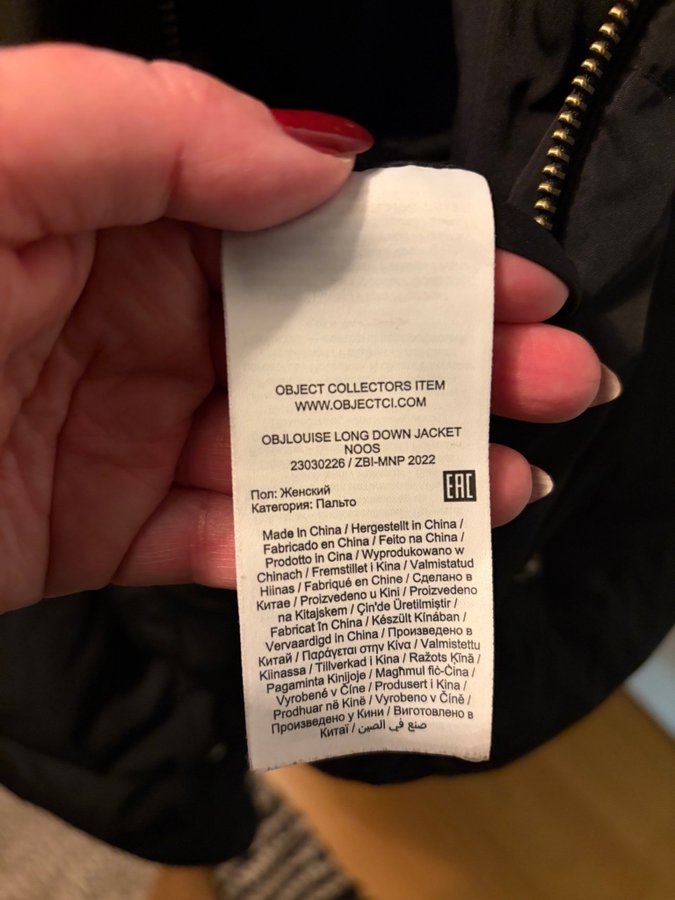 OBJECT COLLECTORS ITEM
WWW.OBJECTCI.COM
OBJLOUISE LONG DOWN JACKET
NOOS
23030226 / ZBI-MNP 2022
Пол: Женский
Категория: Пальто
EAC
Made In China / Hergestellt in China /
Fabricado en China / Feito na China /
Prodotto in Cina / Wyprodukowano w
Chinach / Fremstillet i Kina / Valmistatud
Hiinas / Fabriqué en Chine / Сделано в
Китае / Proizvedeno u Kini / Proizvedeno
na Kitajskem / Çin'de Üretilmiştir /
Fabricat în China / Készült Kínában /
Vervaardigd in China / Произведено в
Китай / Παράγεται στην Κίνα / Valmistettu
Kiinassa / Tillverkad i Kina / Ražots Ķīnā /
Pagaminta Kinijoje / Magħmul fiċ-Ċina /
Vyrobené v Číne / Produsert i Kina /
Prodhuar në Kinë / Vyrobeno v Číně /
Произведено у Кини / Виготовлено в
Китаї / صنع في الصين